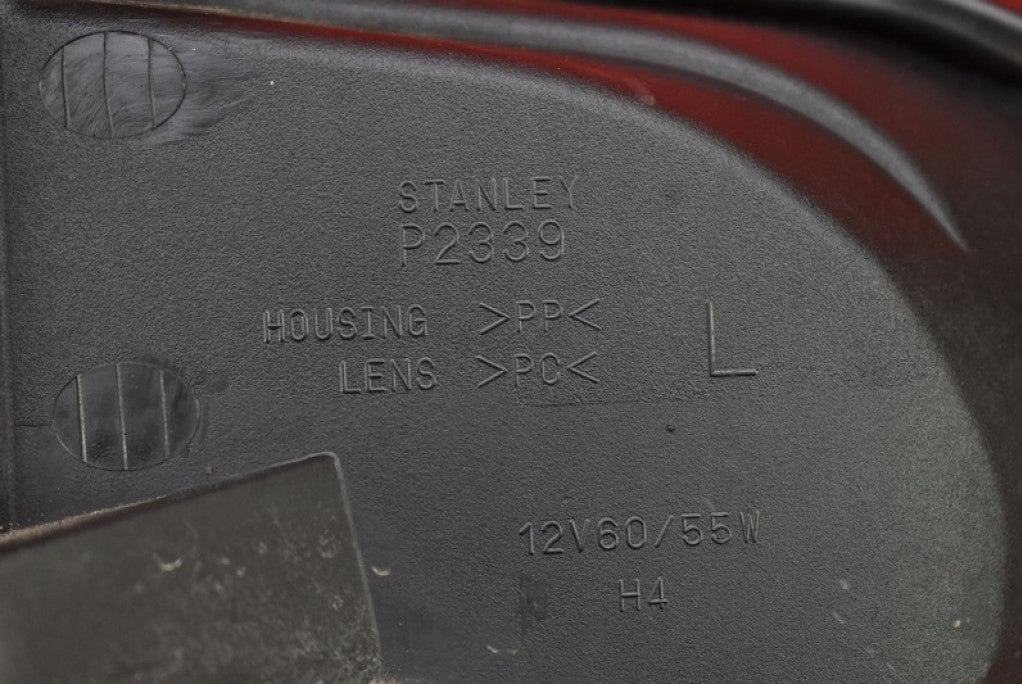 STANLEY
P2339
HOUSING >PP<
LENS >PC<
L
12V60/55W
H4